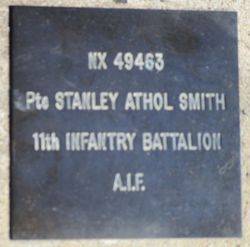 NX 49463
Pte STANLEY ATHOL SMITH
11th INFANTRY BATTALION
A.I.F.